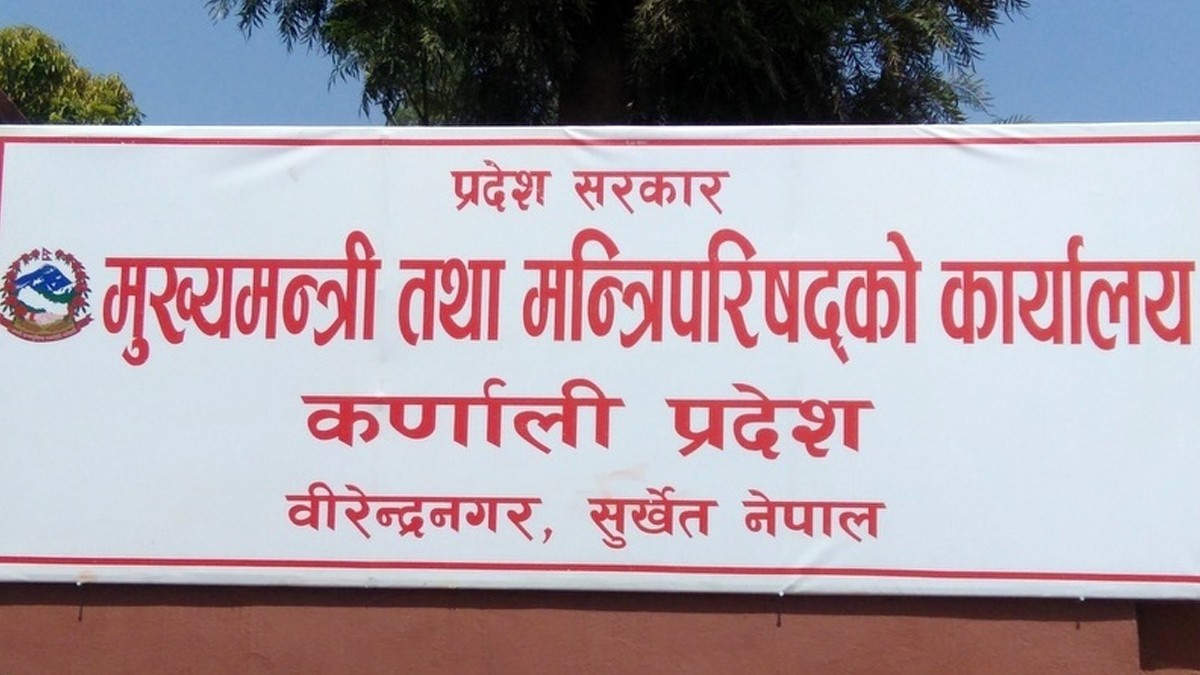 प्रदेश सरकार
मुख्यमन्त्री तथा मन्त्रिपरिषद्को कार्यालय
कर्णाली प्रदेश
वीरेन्द्रनगर, सुर्खेत नेपाल